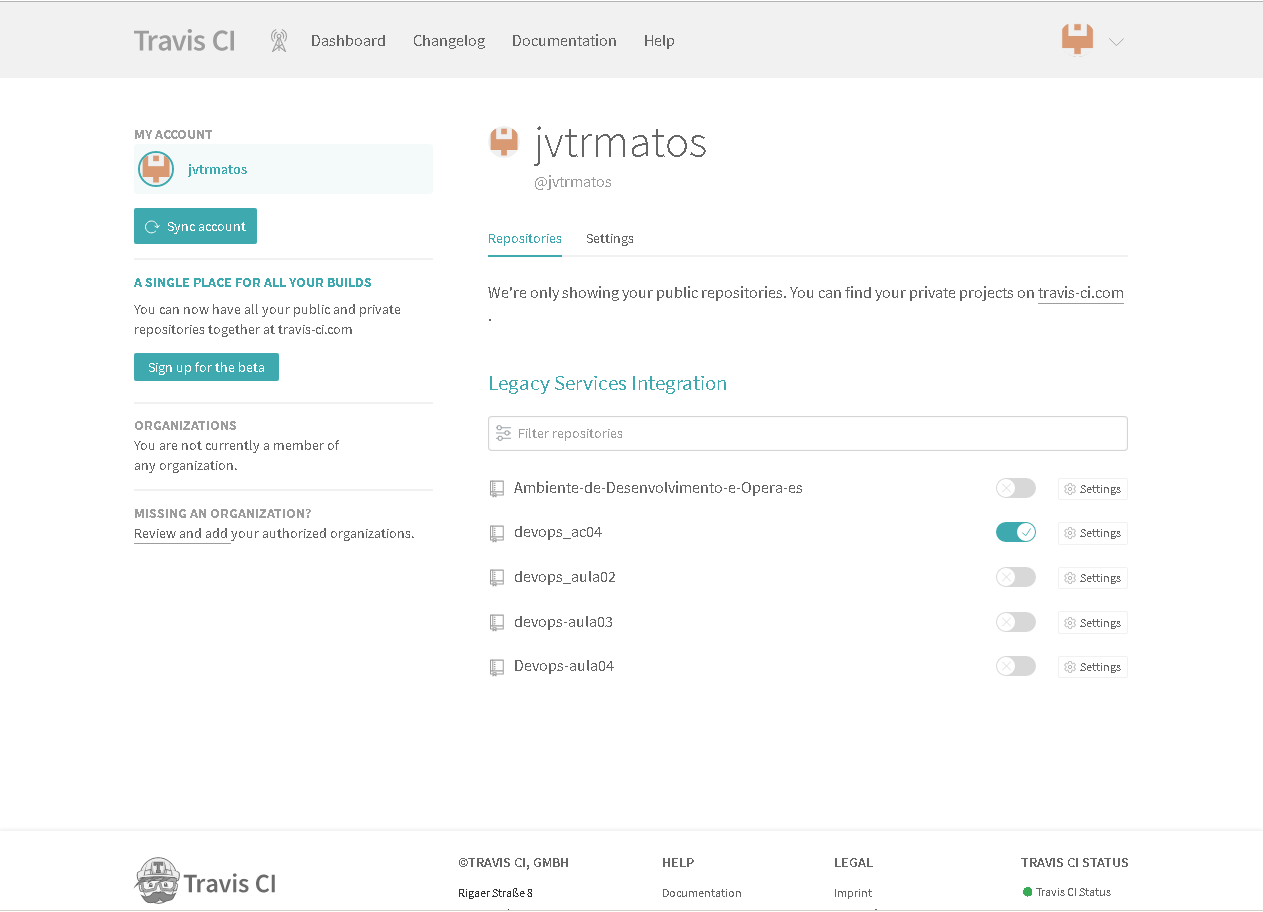 Travis CI
Dashboard
Changelog
Documentation
Help
MY ACCOUNT
jvtrmatos
Sync account
A SINGLE PLACE FOR ALL YOUR BUILDS
You can now have all your public and private
repositories together at travis-ci.com
Sign up for the beta
ORGANIZATIONS
You are not currently a member of
any organization.
MISSING AN ORGANIZATION?
Review and add your authorized organizations.
jvtrmatos
@jvtrmatos
Repositories
Settings
We're only showing your public repositories. You can find your private projects on travis-ci.com
.
Legacy Services Integration
Filter repositories
Ambiente-de-Desenvolvimento-e-Opera-es
Settings
devops_ac04
Settings
devops_aula02
Settings
devops-aula03
Settings
Devops-aula04
Settings
T
Travis CI
©TRAVIS CI, GMBH
Rigaer Straße 8
HELP
Documentation
LEGAL
Imprint
TRAVIS CI STATUS
Travis CI Status